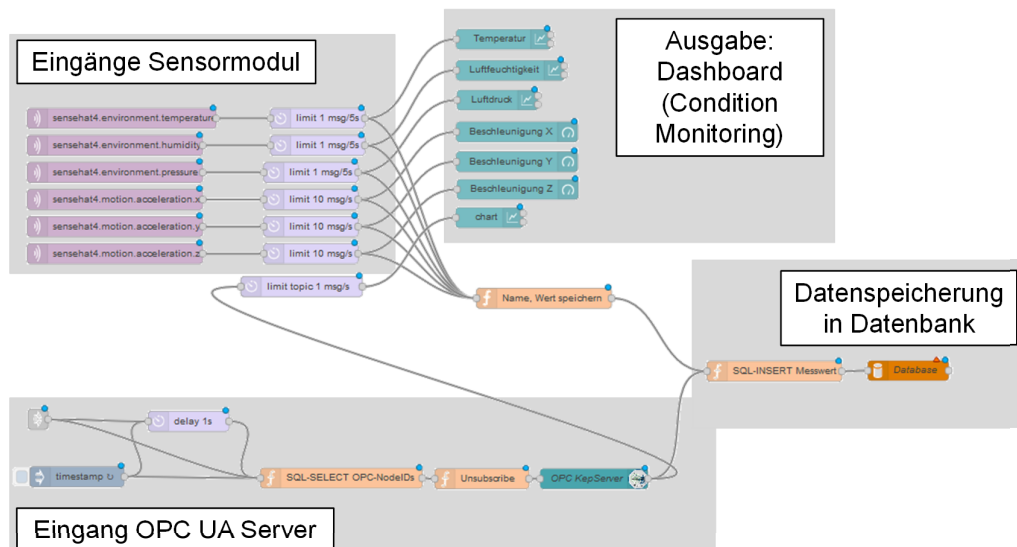 Eingänge Sensormodul
sensehat4.environment.temperature
limit 1 msg/5s
sensehat4.environment.humidity
limit 1 msg/5s
sensehat4.environment.pressure
limit 1 msg/5s
sensehat4.motion.acceleration.x
limit 10 msg/s
sensehat4.motion.acceleration.y
limit 10 msg/s
sensehat4.motion.acceleration.z
limit 10 msg/s
limit topic 1 msg/s
Temperatur
Luftfeuchtigkeit
Luftdruck
Beschleunigung X
Beschleunigung Y
Beschleunigung Z
chart
Ausgabe:
Dashboard
(Condition
Monitoring)
Name, Wert speichern
Datenspeicherung
in Datenbank
SQL-INSERT Messwert
Database
delay 1s
timestamp ↻
SQL-SELECT OPC-NodeIDs
Unsubscribe
OPC KepServer
Eingang OPC UA Server